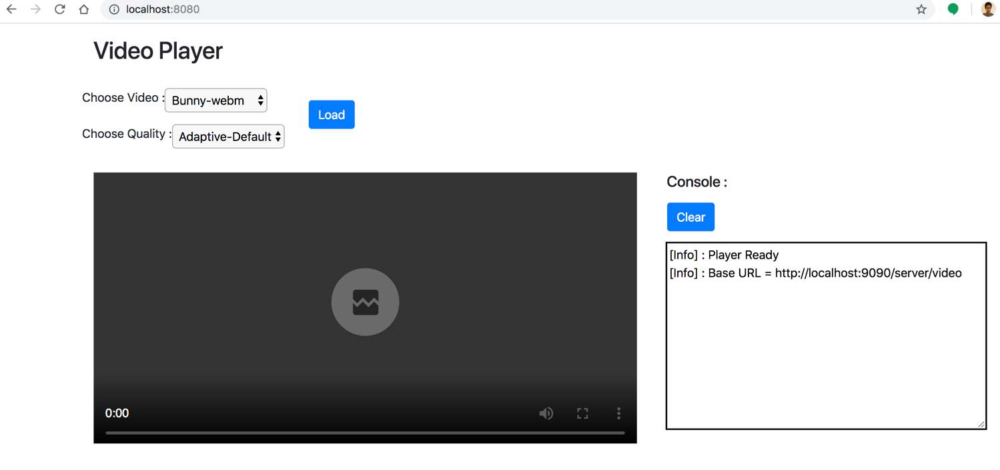 localhost:8080
Video Player
Choose Video :
Bunny-webm
Load
Choose Quality :
Adaptive-Default
Console :
Clear
[Info] : Player Ready
[Info] : Base URL = http://localhost:9090/server/video
0:00